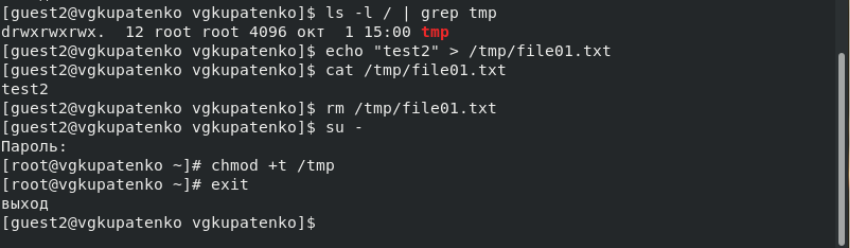 [guest2@vgkupatenko vgkupatenko]$ ls -l / | grep tmp
drwxrwxrwx.  12 root root 4096 окт  1 15:00 tmp
[guest2@vgkupatenko vgkupatenko]$ echo "test2" > /tmp/file01.txt
[guest2@vgkupatenko vgkupatenko]$ cat /tmp/file01.txt
test2
[guest2@vgkupatenko vgkupatenko]$ rm /tmp/file01.txt
[guest2@vgkupatenko vgkupatenko]$ su -
Пароль:
[root@vgkupatenko ~]# chmod +t /tmp
[root@vgkupatenko ~]# exit
выход
[guest2@vgkupatenko vgkupatenko]$